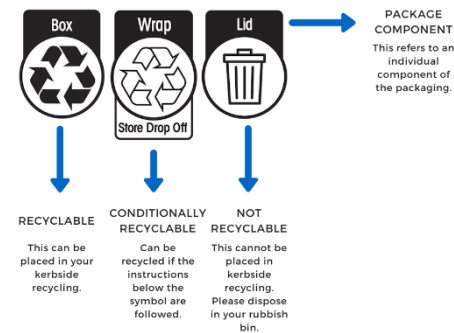 Box
Wrap
Lid
Store Drop Off
PACKAGE
COMPONENT
This refers to an
individual
component of
the packaging.
RECYCLABLE
This can be
placed in your
kerbside
recycling.
CONDITIONALLY
RECYCLABLE
Can be
recycled if the
instructions
below the
symbol are
followed.
NOT
RECYCLABLE
This cannot be
placed in
kerbside
recycling.
Please dispose
in your rubbish
bin.